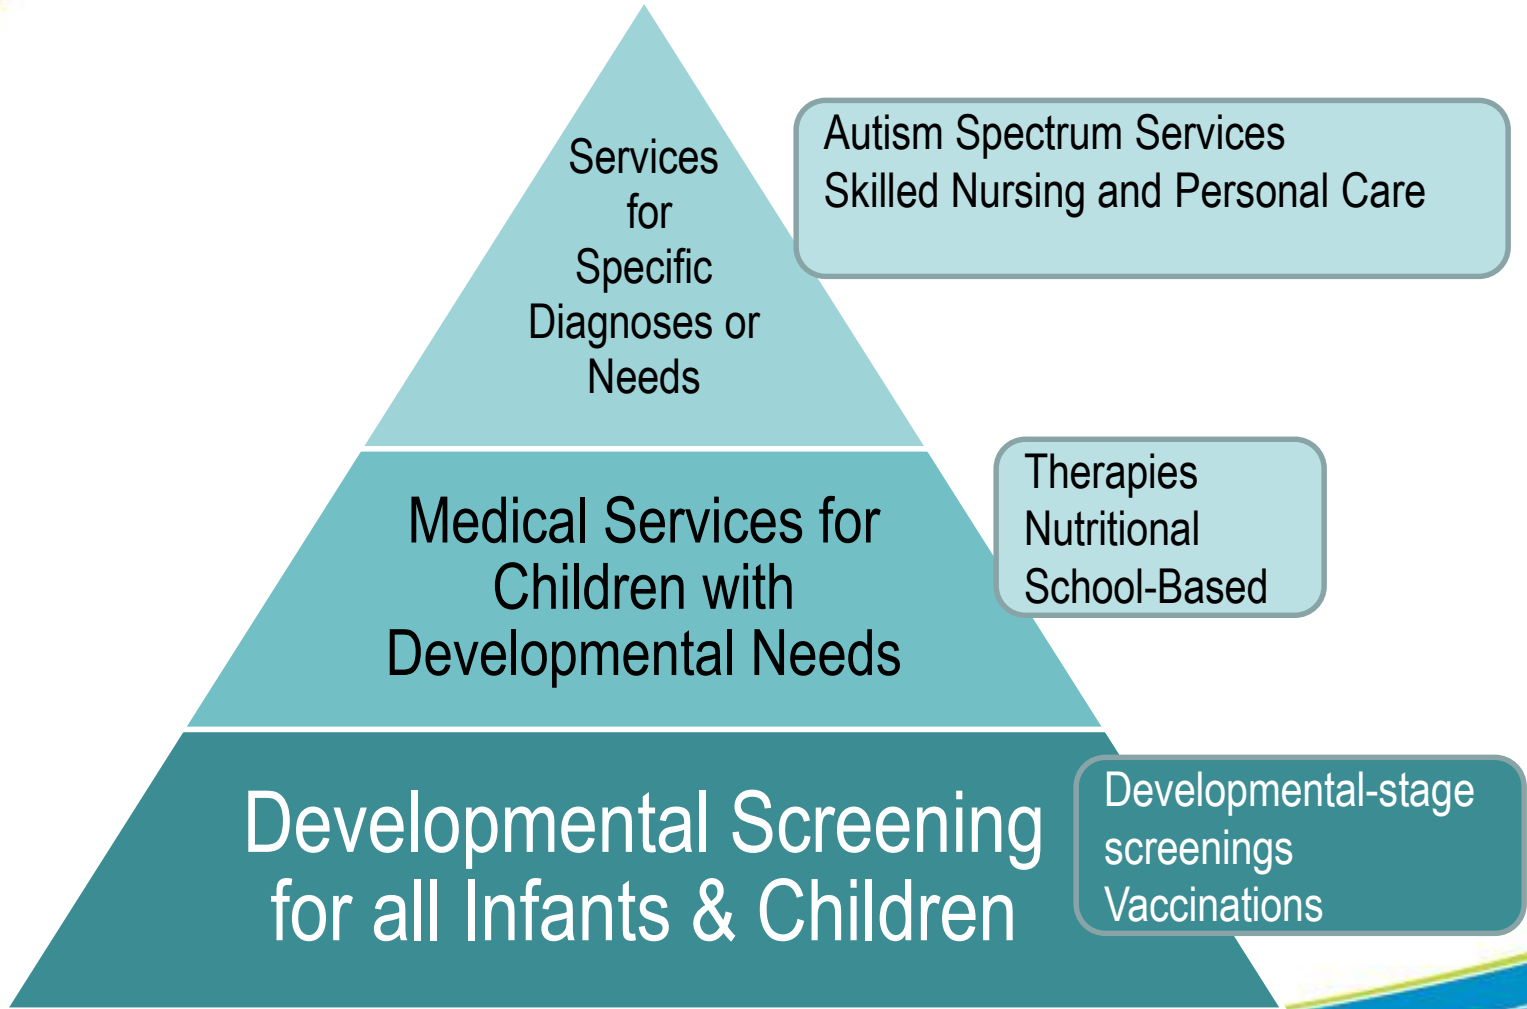 Services
for
Specific
Diagnoses or
Needs
Autism Spectrum Services
Skilled Nursing and Personal Care
Medical Services for
Children with
Developmental Needs
Therapies
Nutritional
School-Based
Developmental Screening
for all Infants & Children
Developmental-stage
screenings
Vaccinations